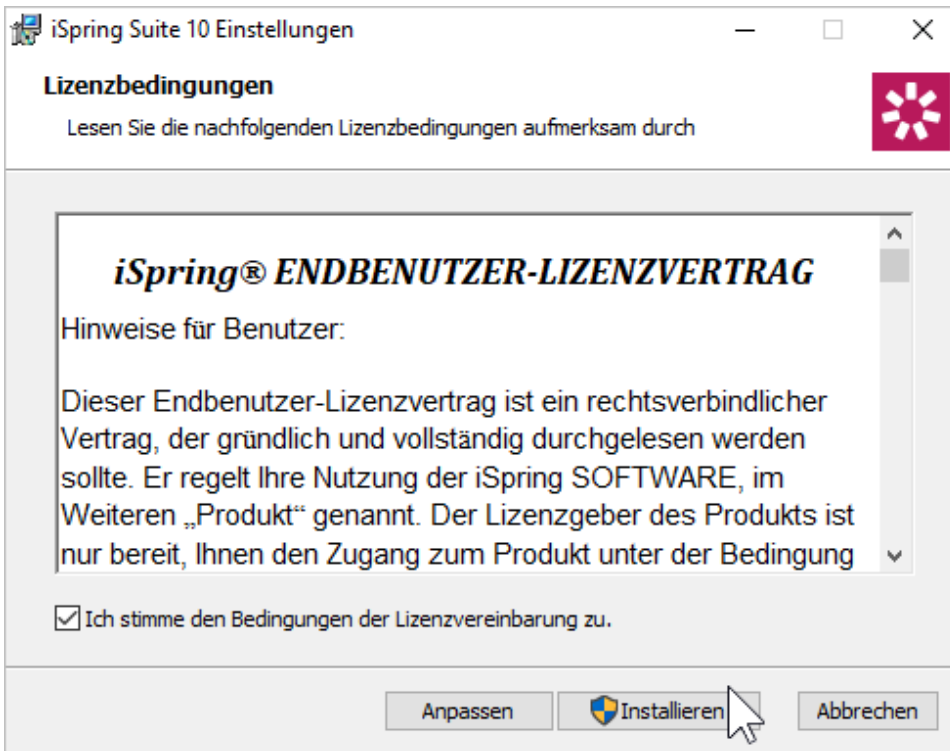 iSpring Suite 10 Einstellungen
Lizenzbedingungen
Lesen Sie die nachfolgenden Lizenzbedingungen aufmerksam durch
iSpring® ENDBENUTZER-LIZENZVERTRAG
Hinweise für Benutzer:
Dieser Endbenutzer-Lizenzvertrag ist ein rechtsverbindlicher
Vertrag, der gründlich und vollständig durchgelesen werden
sollte. Er regelt Ihre Nutzung der iSpring SOFTWARE, im
Weiteren „Produkt“ genannt. Der Lizenzgeber des Produkts ist
nur bereit, Ihnen den Zugang zum Produkt unter der Bedingung
Ich stimme den Bedingungen der Lizenzvereinbarung zu.
Anpassen Installieren Abbrechen